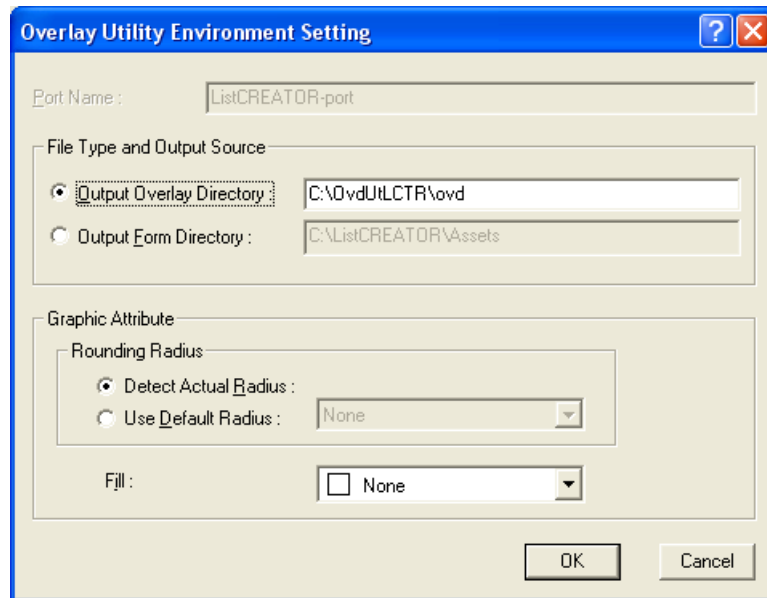 Overlay Utility Environment Setting
Port Name : ListCREATOR-port
File Type and Output Source
Output Overlay Directory : C:\OvdUtLCTR\ovd
Output Form Directory : C:\ListCREATOR\Assets
Graphic Attribute
Rounding Radius
Detect Actual Radius :
Use Default Radius : None
Fill : None
OK Cancel